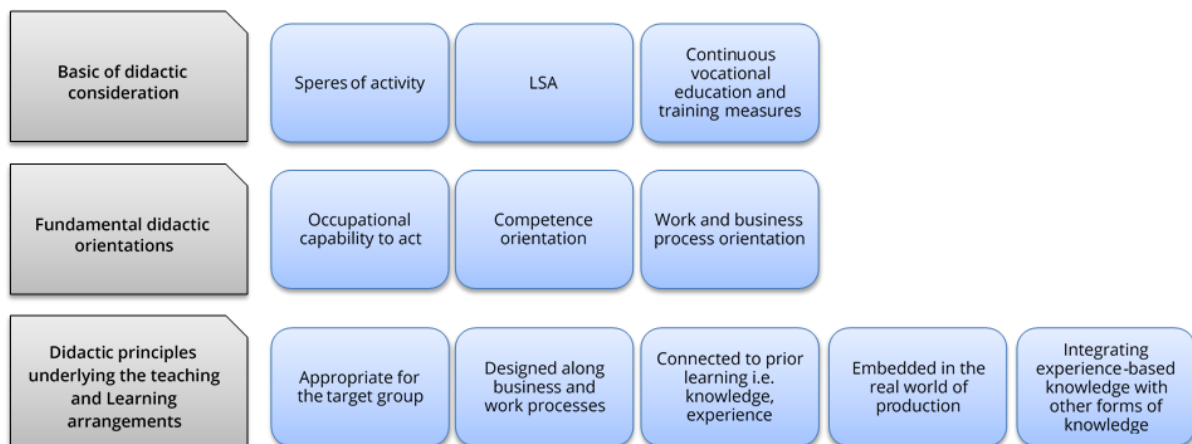 Basic of didactic
consideration
Speres of activity
LSA
Continuous
vocational
education and
training measures
Fundamental didactic
orientations
Occupational
capability to act
Competence
orientation
Work and business
process orientation
Didactic principles
underlying the teaching
and Learning
arrangements
Appropriate for
the target group
Designed along
business and
work processes
Connected to prior
learning i.e.
knowledge,
experience
Embedded in the
real world of
production
Integrating
experience-based
knowledge with
other forms of
knowledge